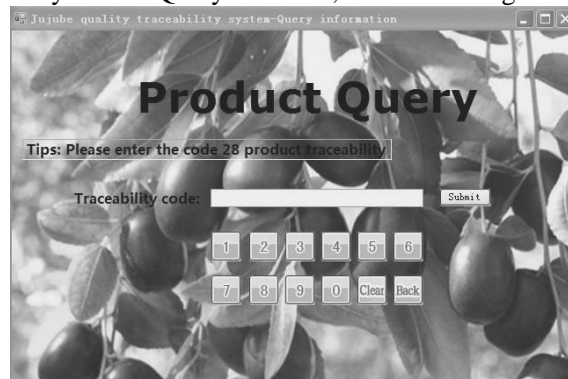 Jujube quality traceability system-Query information
Product Query
Tips: Please enter the code 28 product traceability
Traceability code:
Submit
1 2 3 4 5 6
7 8 9 0 Clear Back